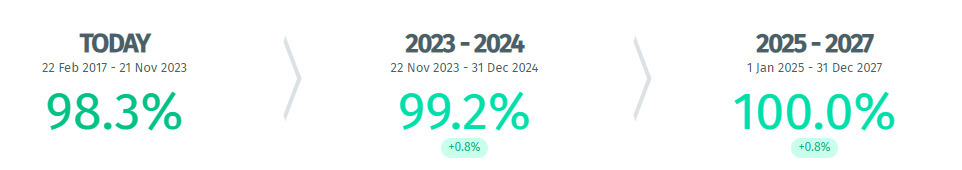 TODAY
22 Feb 2017 - 21 Nov 2023
98.3%
2023 - 2024
22 Nov 2023 - 31 Dec 2024
99.2%
+0.8%
2025 - 2027
1 Jan 2025 - 31 Dec 2027
100.0%
+0.8%